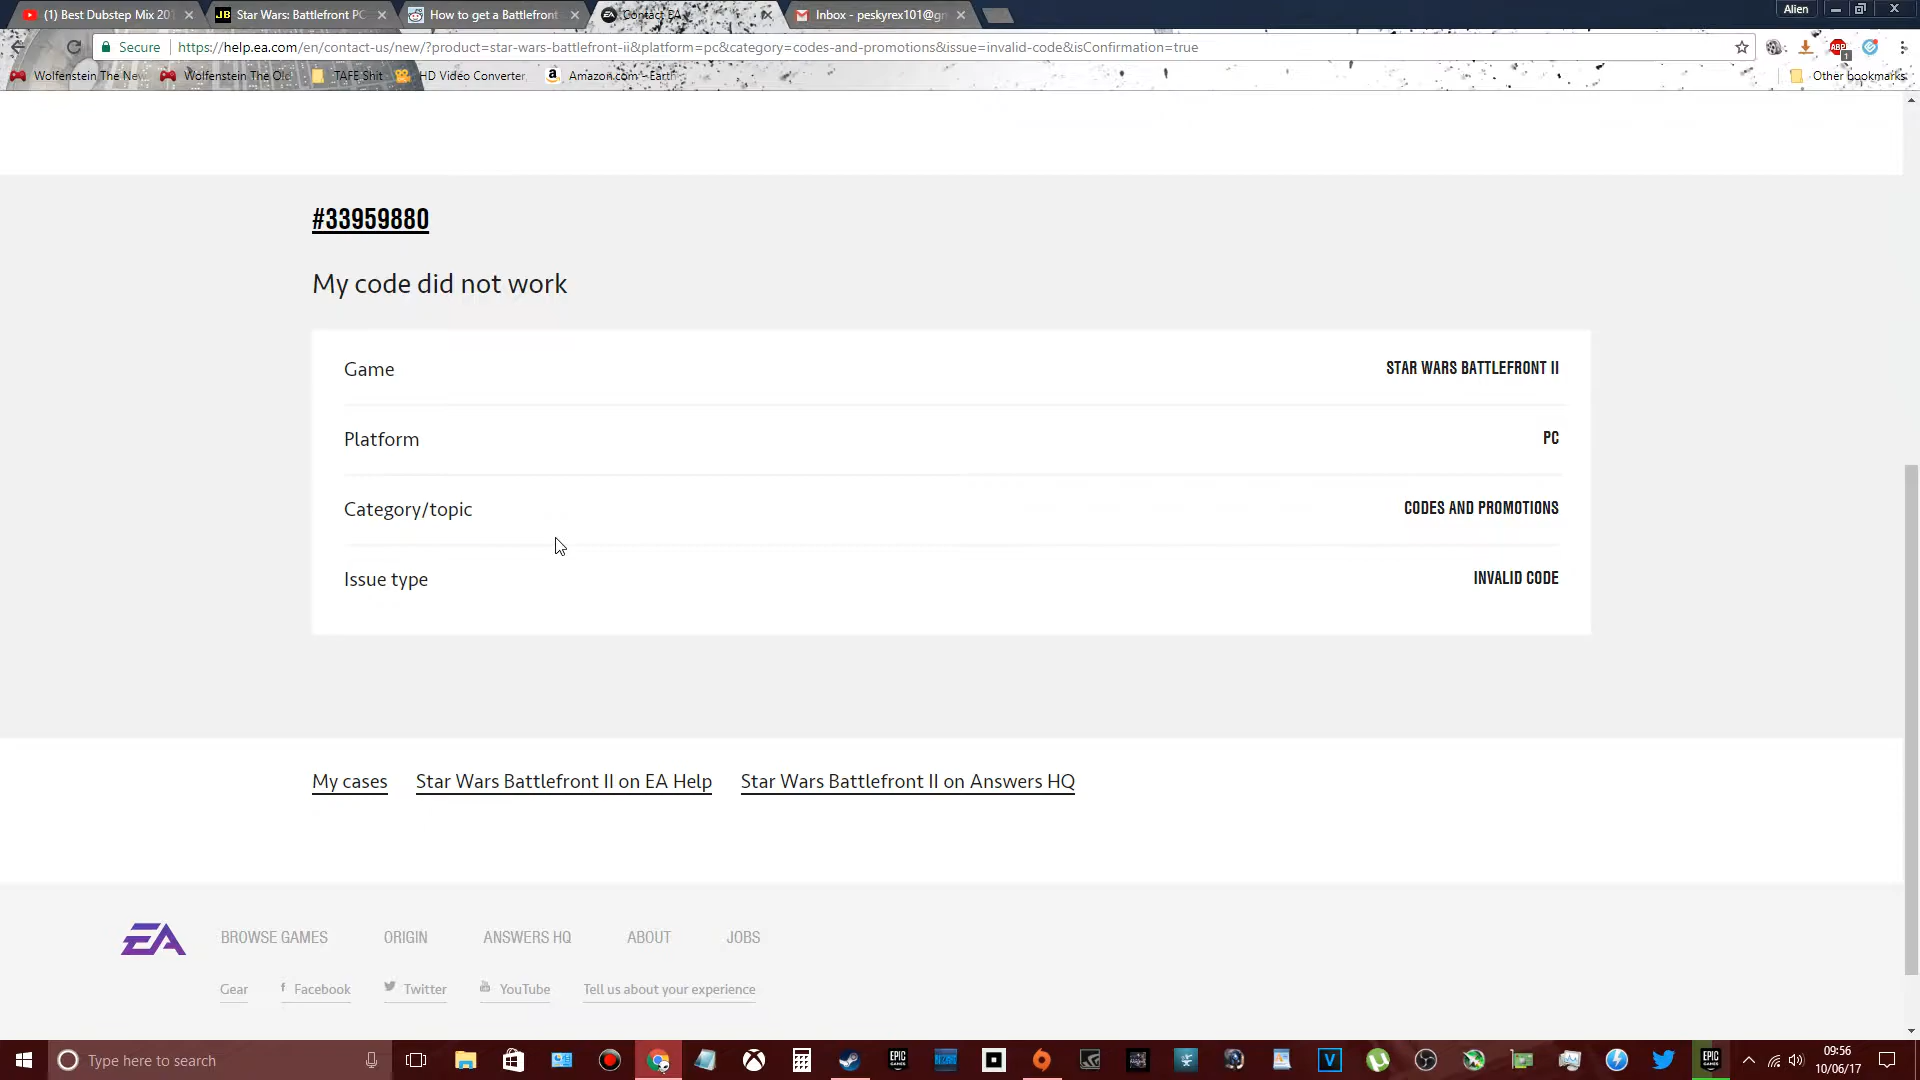 (1) Best Dubstep Mix 201
Star Wars: Battlefront PC
How to get a Battlefront
Contact EA
Inbox - peskyrex101@gm
Alien
Secure
https://help.ea.com/en/contact-us/new/?product=star-wars-battlefront-ii&platform=pc&category=codes-and-promotions&issue=invalid-code&isConfirmation=true
Wolfenstein The Ne
Wolfenstein The Old
TAFE Shit
HD Video Converter
Amazon.com - Earth
Other bookmarks
#33959880
My code did not work
Game
STAR WARS BATTLEFRONT II
Platform
PC
Category/topic
CODES AND PROMOTIONS
Issue type
INVALID CODE
My cases
Star Wars Battlefront II on EA Help
Star Wars Battlefront II on Answers HQ
EA
BROWSE GAMES
ORIGIN
ANSWERS HQ
ABOUT
JOBS
Gear
Facebook
Twitter
YouTube
Tell us about your experience
Type here to search
09:56
10/06/17